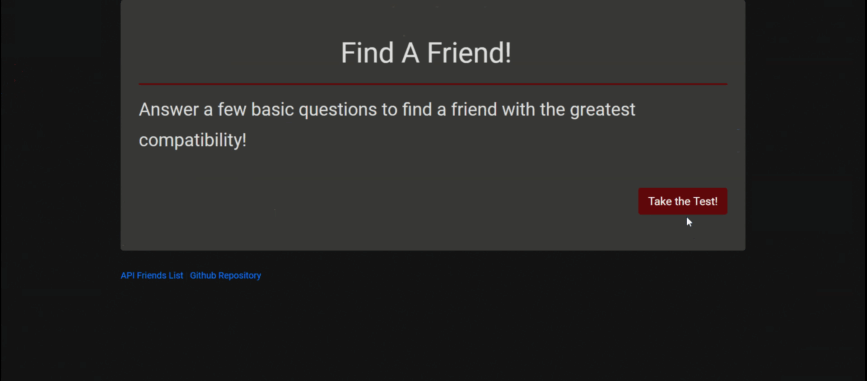 Find A Friend!
Answer a few basic questions to find a friend with the greatest
compatibility!
Take the Test!
API Friends List Github Repository